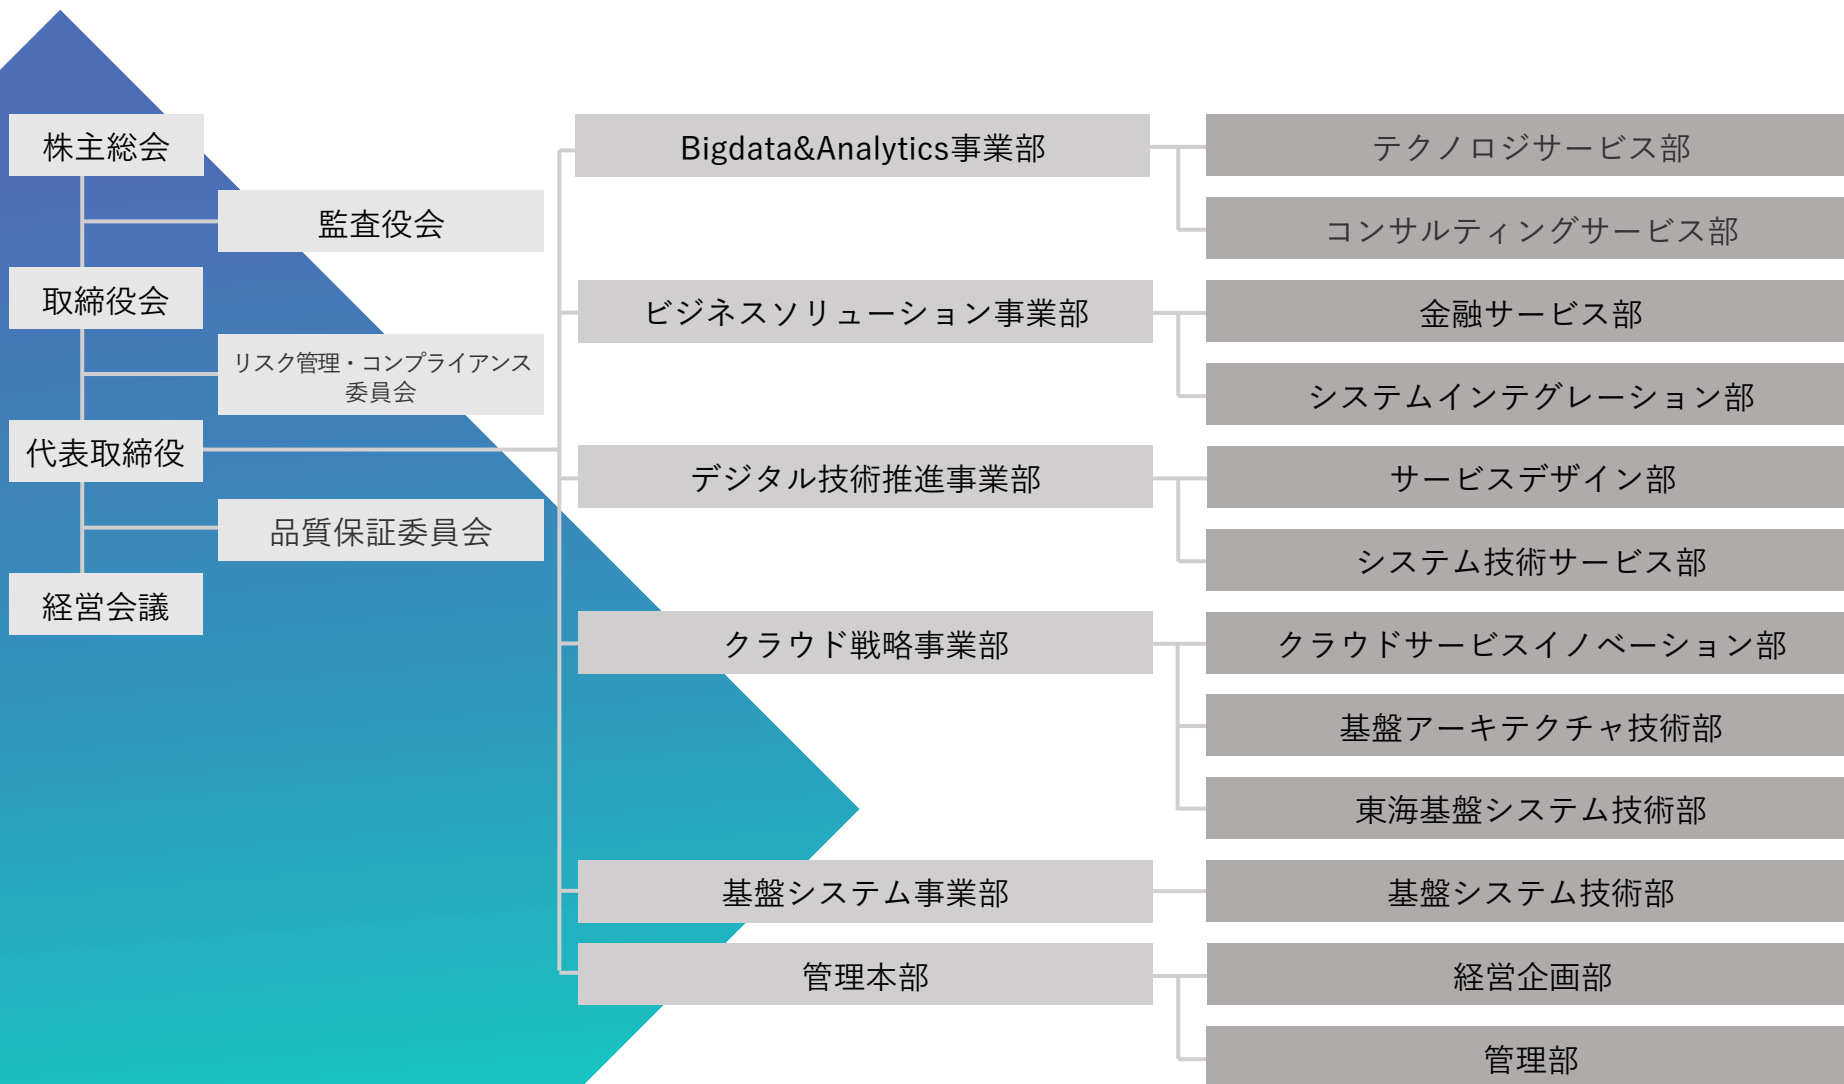 株主総会
監査役会
取締役会
リスク管理・コンプライアンス
委員会
代表取締役
品質保証委員会
経営会議
Bigdata&Analytics事業部
テクノロジサービス部
コンサルティングサービス部
ビジネスソリューション事業部
金融サービス部
システムインテグレーション部
デジタル技術推進事業部
サービスデザイン部
システム技術サービス部
クラウド戦略事業部
クラウドサービスイノベーション部
基盤アーキテクチャ技術部
東海基盤システム技術部
基盤システム事業部
基盤システム技術部
管理本部
経営企画部
管理部